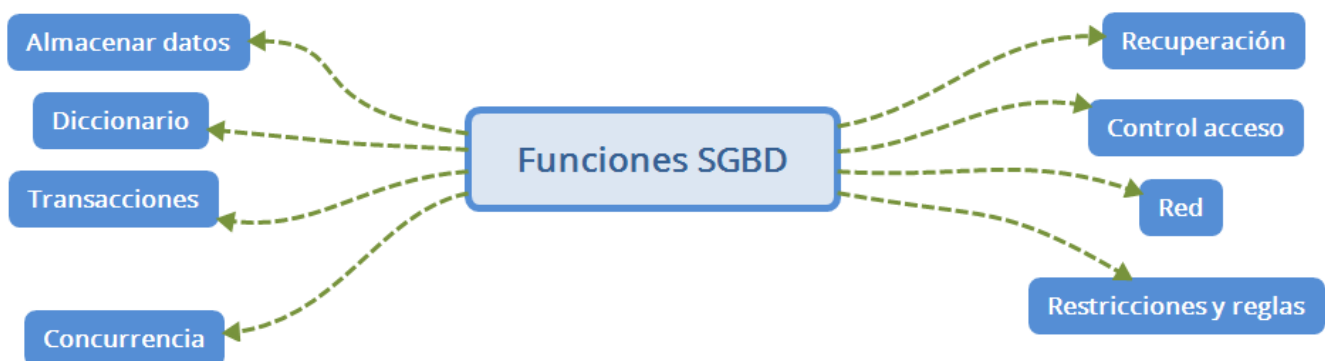 Almacenar datos
Diccionario
Transacciones
Concurrencia
Funciones SGBD
Recuperación
Control acceso
Red
Restricciones y reglas